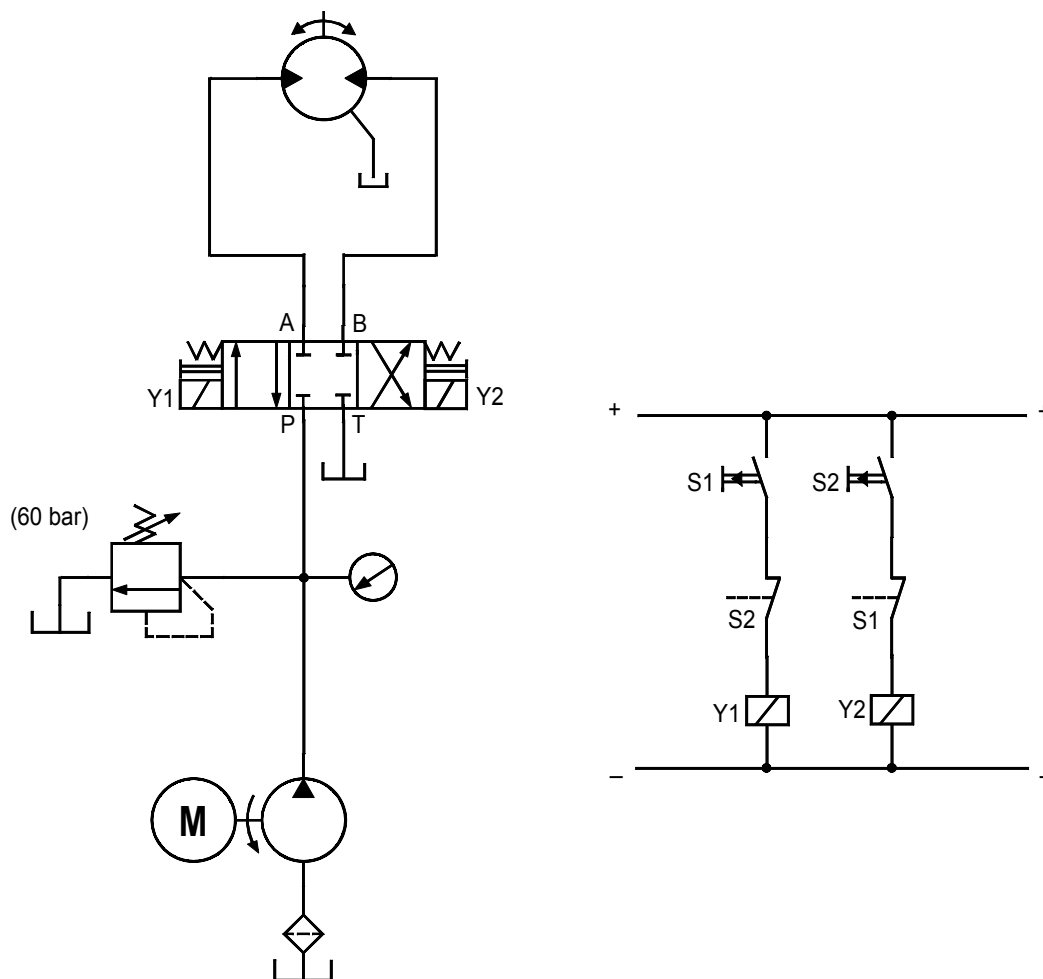 A B
Y1 Y2
P T
(60 bar)
M
+ +
S1 S2
S2 S1
Y1 Y2
– –